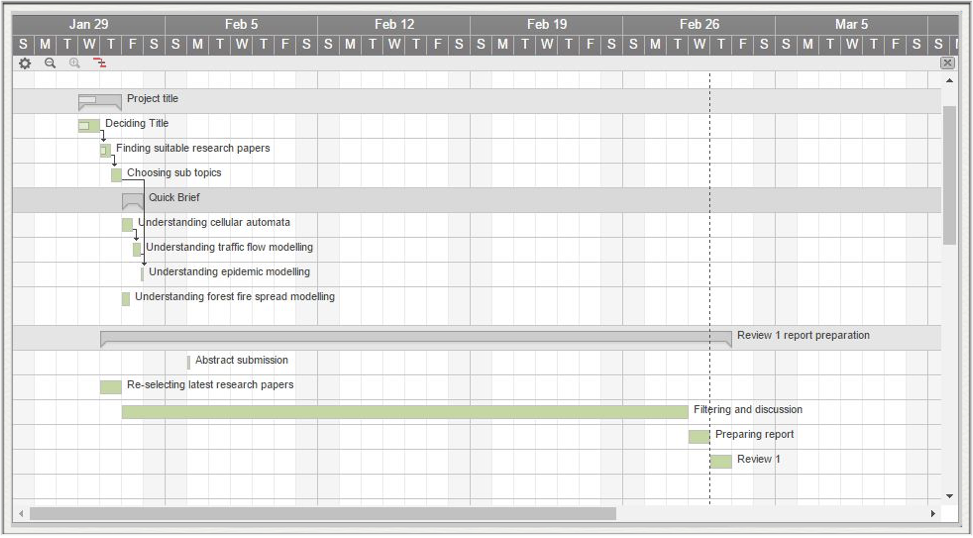 Jan 29 Feb 5 Feb 12 Feb 19 Feb 26 Mar 5
S M T W T F S S M T W T F S S M T W T F S S M T W T F S S M T W T F S S M T W T F S S M
Project title
Deciding Title
Finding suitable research papers
Choosing sub topics
Quick Brief
Understanding cellular automata
Understanding traffic flow modelling
Understanding epidemic modelling
Understanding forest fire spread modelling
Review 1 report preparation
Abstract submission
Re-selecting latest research papers
Filtering and discussion
Preparing report
Review 1